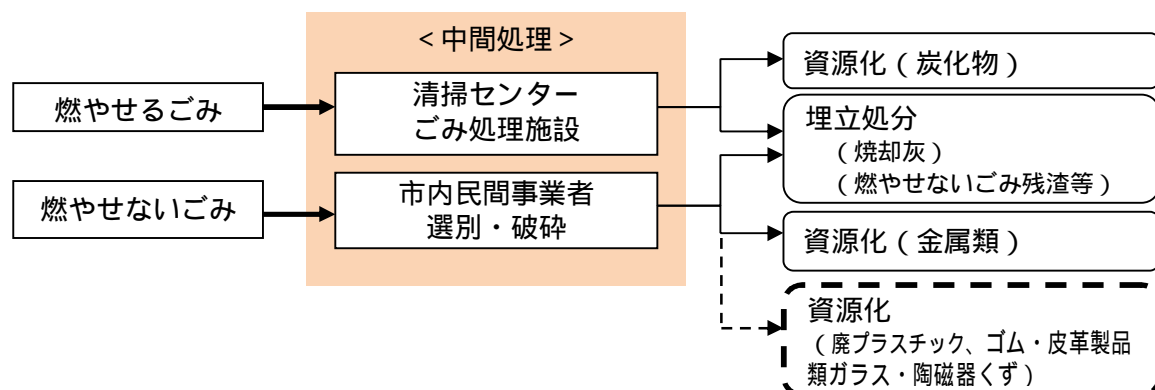 ＜中間処理＞
燃やせるごみ
清掃センター
ごみ処理施設
燃やせないごみ
市内民間事業者
選別・破砕
資源化（炭化物）
埋立処分
（焼却灰）
（燃やせないごみ残渣等）
資源化（金属類）
資源化
（廃プラスチック、ゴム・皮革製品
類ガラス・陶磁器くず）